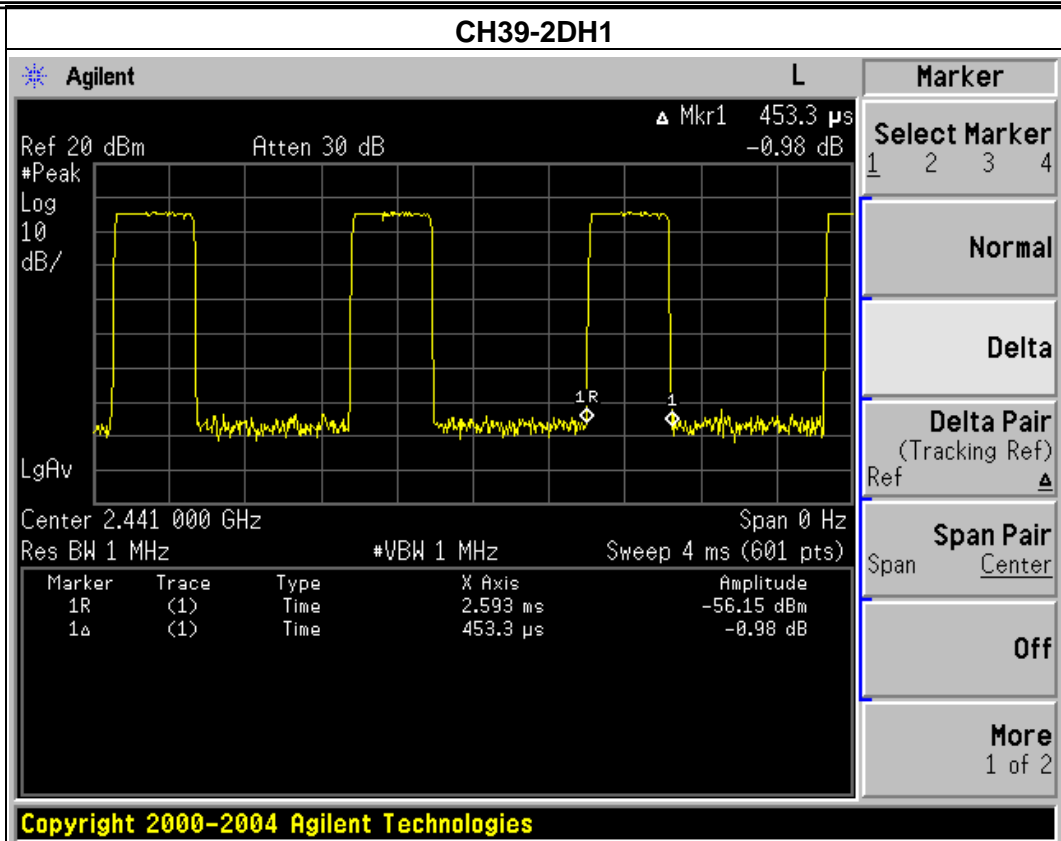 CH39-2DH1
Agilent L Marker
Δ Mkr1 453.3 µs
Ref 20 dBm Atten 30 dB -0.98 dB
#Peak
Log
10
dB/
1R
1
LgAv
Center 2.441 000 GHz Span 0 Hz
Res BW 1 MHz #VBW 1 MHz Sweep 4 ms (601 pts)
Marker Trace Type X Axis Amplitude
1R (1) Time 2.593 ms -56.15 dBm
1Δ (1) Time 453.3 µs -0.98 dB
Select Marker
1 2 3 4
Normal
Delta
Delta Pair
(Tracking Ref)
Ref Δ
Span Pair
Span Center
Off
More
1 of 2
Copyright 2000-2004 Agilent Technologies